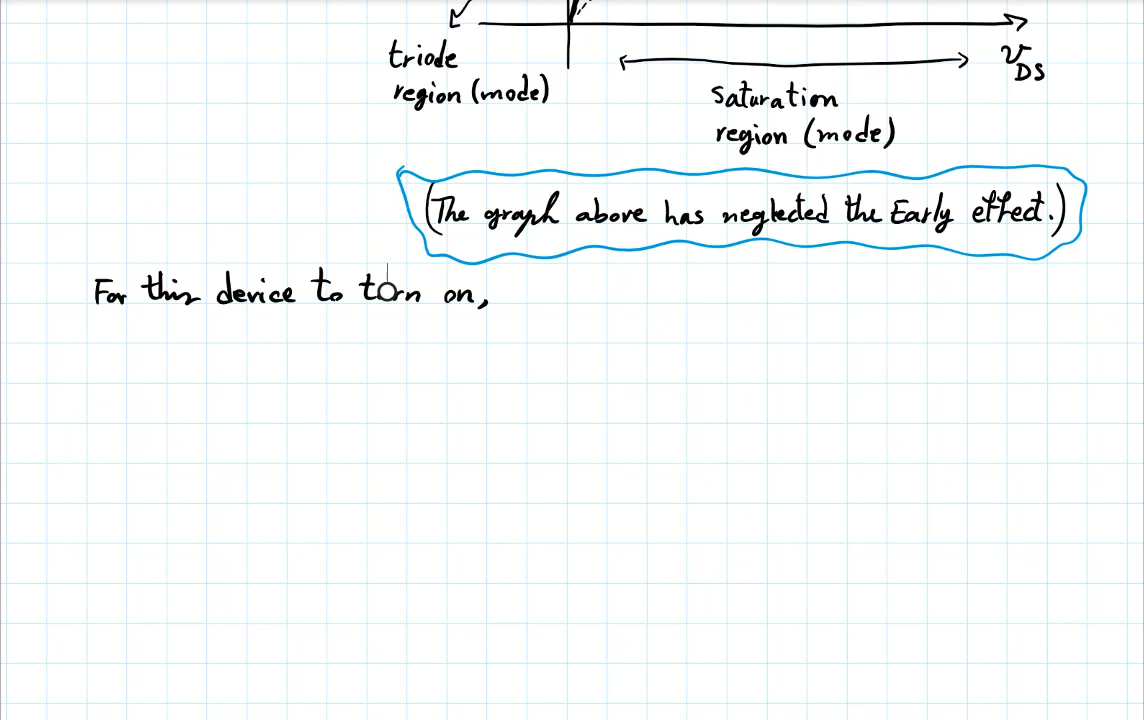 triode
region (mode)
saturation
region (mode)
v_DS
(The graph above has neglected the Early effect.)
For this device to turn on,